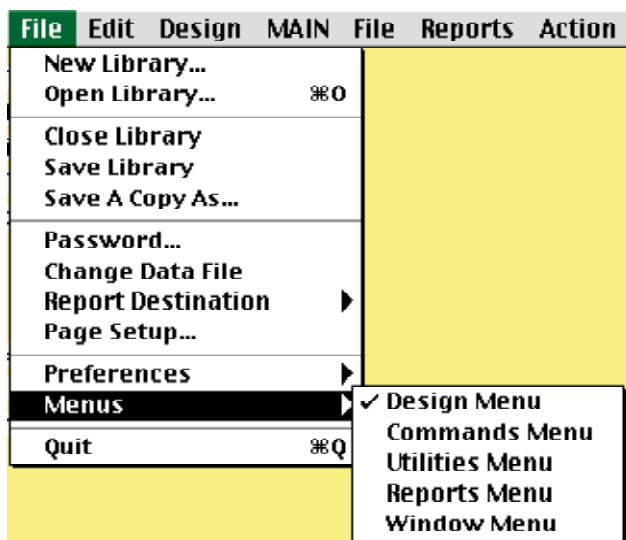 File Edit Design MAIN File Reports Action
New Library...
Open Library... ⌘O
Close Library
Save Library
Save A Copy As...
Password...
Change Data File
Report Destination
Page Setup...
Preferences
Menus
Quit ⌘Q
✓ Design Menu
Commands Menu
Utilities Menu
Reports Menu
Window Menu